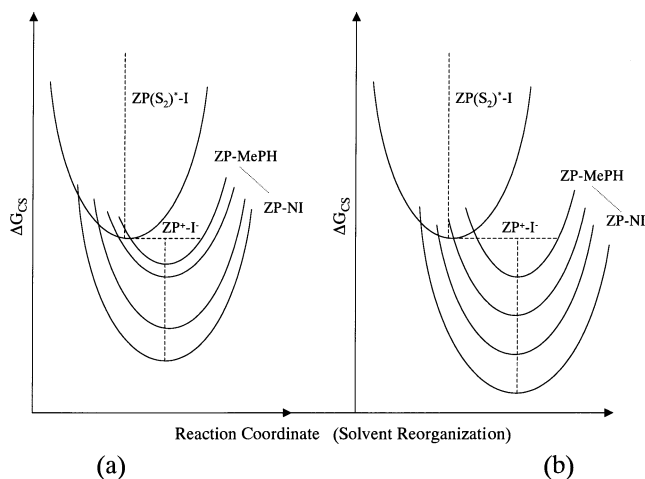 ZP(S₂)*-I
ZP-MePH
ZP-NI
ZP⁺-I⁻
ΔG_CS
ZP(S₂)*-I
ZP-MePH
ZP-NI
ZP⁺-I⁻
ΔG_CS
Reaction Coordinate (Solvent Reorganization)
(a)
(b)